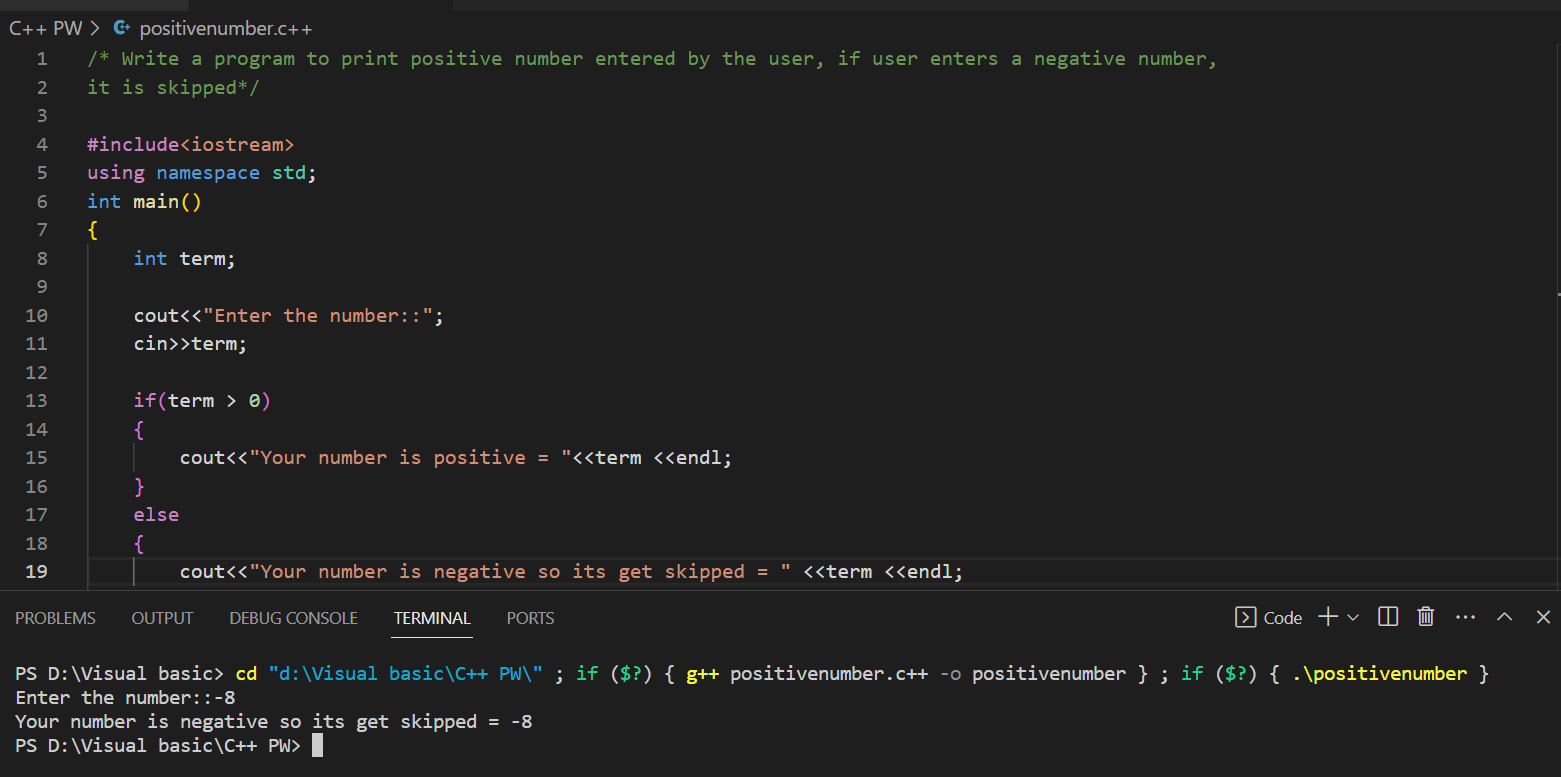 C++ PW > positivenumber.c++
1 /* Write a program to print positive number entered by the user, if user enters a negative number,
2 it is skipped*/
3
4 #include<iostream>
5 using namespace std;
6 int main()
7 {
8     int term;
9
10     cout<<"Enter the number::";
11     cin>>term;
12
13     if(term > 0)
14     {
15         cout<<"Your number is positive = "<<term <<endl;
16     }
17     else
18     {
19         cout<<"Your number is negative so its get skipped = " <<term <<endl;
PROBLEMS OUTPUT DEBUG CONSOLE TERMINAL PORTS Code
PS D:\Visual basic> cd "d:\Visual basic\C++ PW\" ; if ($?) { g++ positivenumber.c++ -o positivenumber } ; if ($?) { .\positivenumber }
Enter the number::-8
Your number is negative so its get skipped = -8
PS D:\Visual basic\C++ PW>